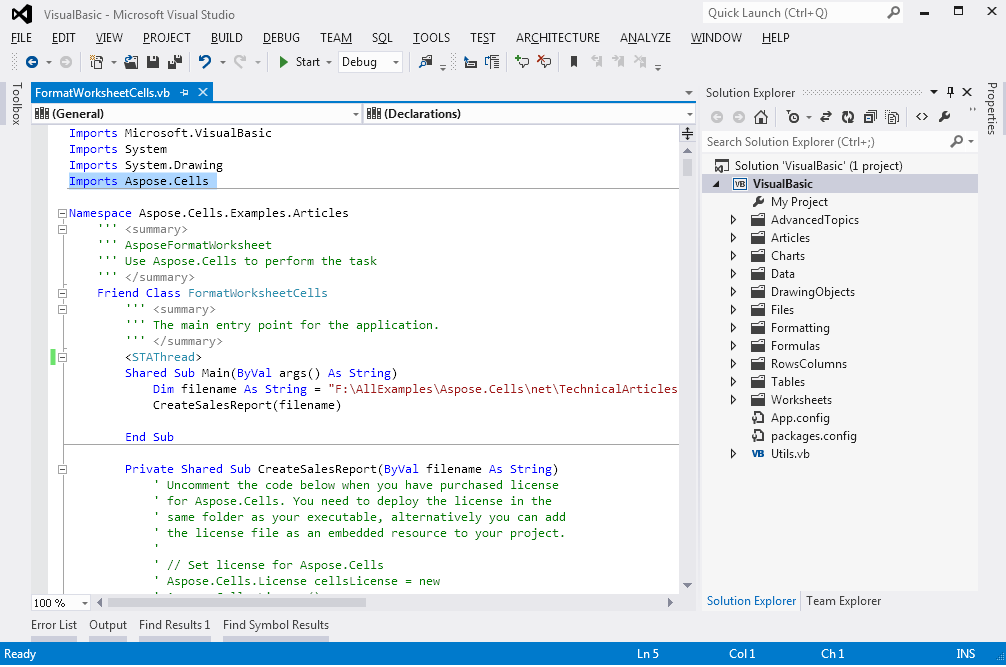 VisualBasic - Microsoft Visual Studio
Quick Launch (Ctrl+Q)
FILE EDIT VIEW PROJECT BUILD DEBUG TEAM SQL TOOLS TEST ARCHITECTURE ANALYZE WINDOW HELP
Start Debug
Toolbox
FormatWorksheetCells.vb
(General) (Declarations)
Imports Microsoft.VisualBasic
Imports System
Imports System.Drawing
Imports Aspose.Cells
Namespace Aspose.Cells.Examples.Articles
''' <summary>
''' AsposeFormatWorksheet
''' Use Aspose.Cells to perform the task
''' </summary>
Friend Class FormatWorksheetCells
''' <summary>
''' The main entry point for the application.
''' </summary>
<STAThread>
Shared Sub Main(ByVal args() As String)
Dim filename As String = "F:\AllExamples\Aspose.Cells\net\TechnicalArticles
CreateSalesReport(filename)
End Sub
Private Shared Sub CreateSalesReport(ByVal filename As String)
' Uncomment the code below when you have purchased license
' for Aspose.Cells. You need to deploy the license in the
' same folder as your executable, alternatively you can add
' the license file as an embedded resource to your project.
'
' // Set license for Aspose.Cells
' Aspose.Cells.License cellsLicense = new
100 %
Solution Explorer
Search Solution Explorer (Ctrl+;)
Solution 'VisualBasic' (1 project)
VB VisualBasic
My Project
AdvancedTopics
Articles
Charts
Data
DrawingObjects
Files
Formatting
Formulas
RowsColumns
Tables
Worksheets
App.config
packages.config
VB Utils.vb
Solution Explorer Team Explorer
Properties
Error List Output Find Results 1 Find Symbol Results
Ready Ln 5 Col 1 Ch 1 INS